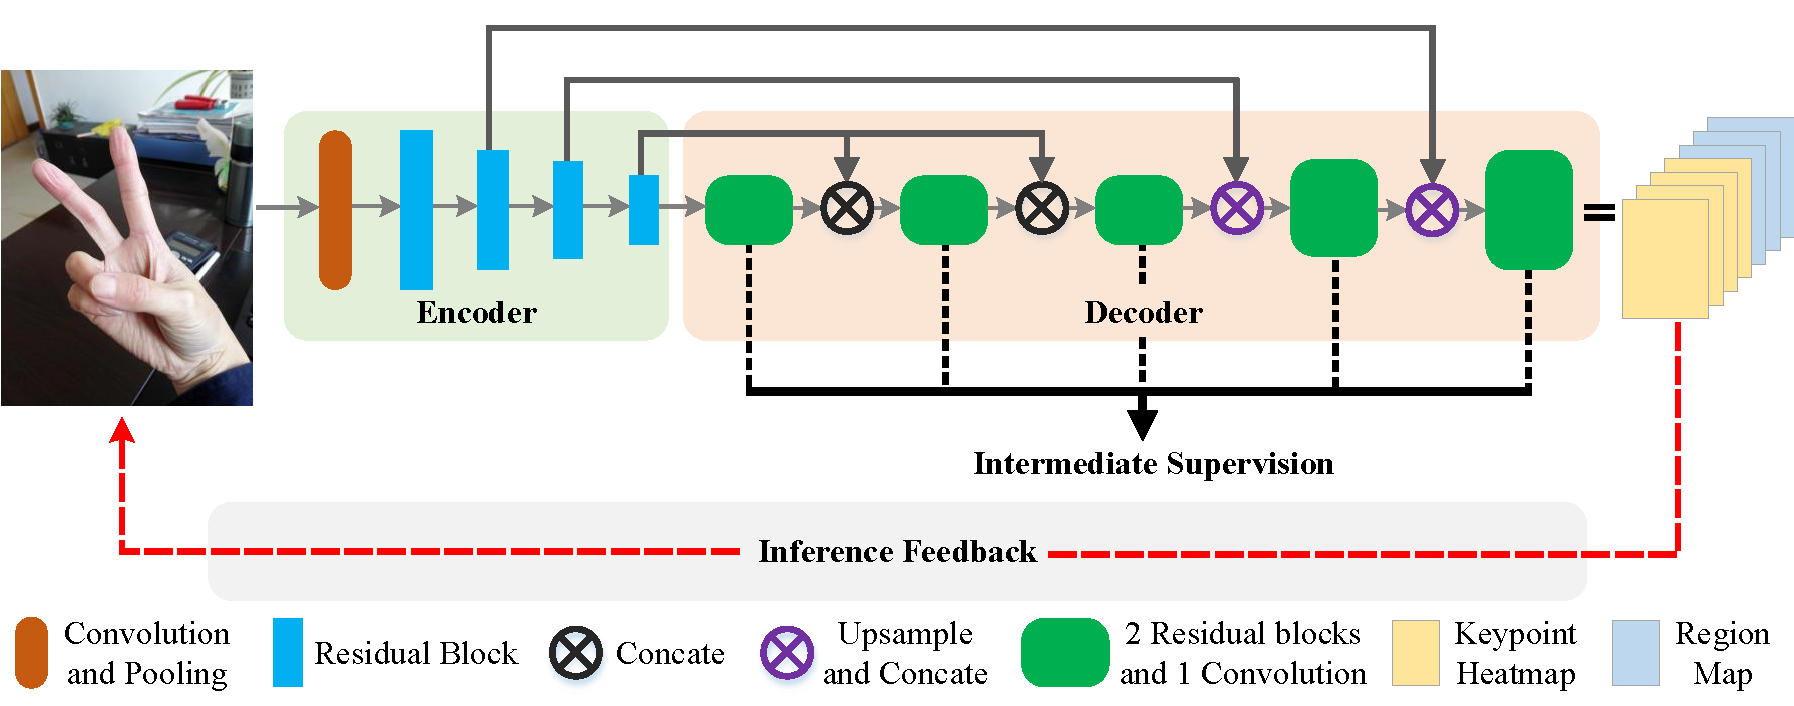 Encoder
Decoder
Intermediate Supervision
Inference Feedback
Convolution
and Pooling
Residual Block
Concate
Upsample
and Concate
2 Residual blocks
and 1 Convolution
Keypoint
Heatmap
Region
Map